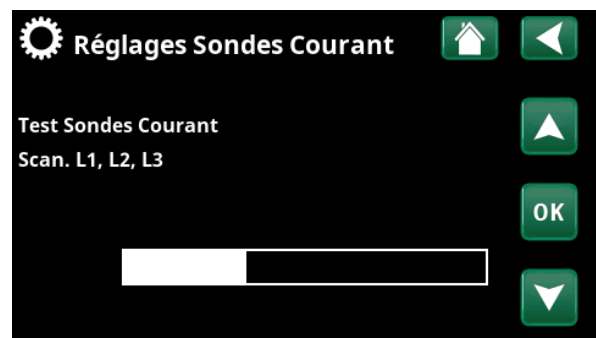 Réglages Sondes Courant
Test Sondes Courant
Scan. L1, L2, L3
OK